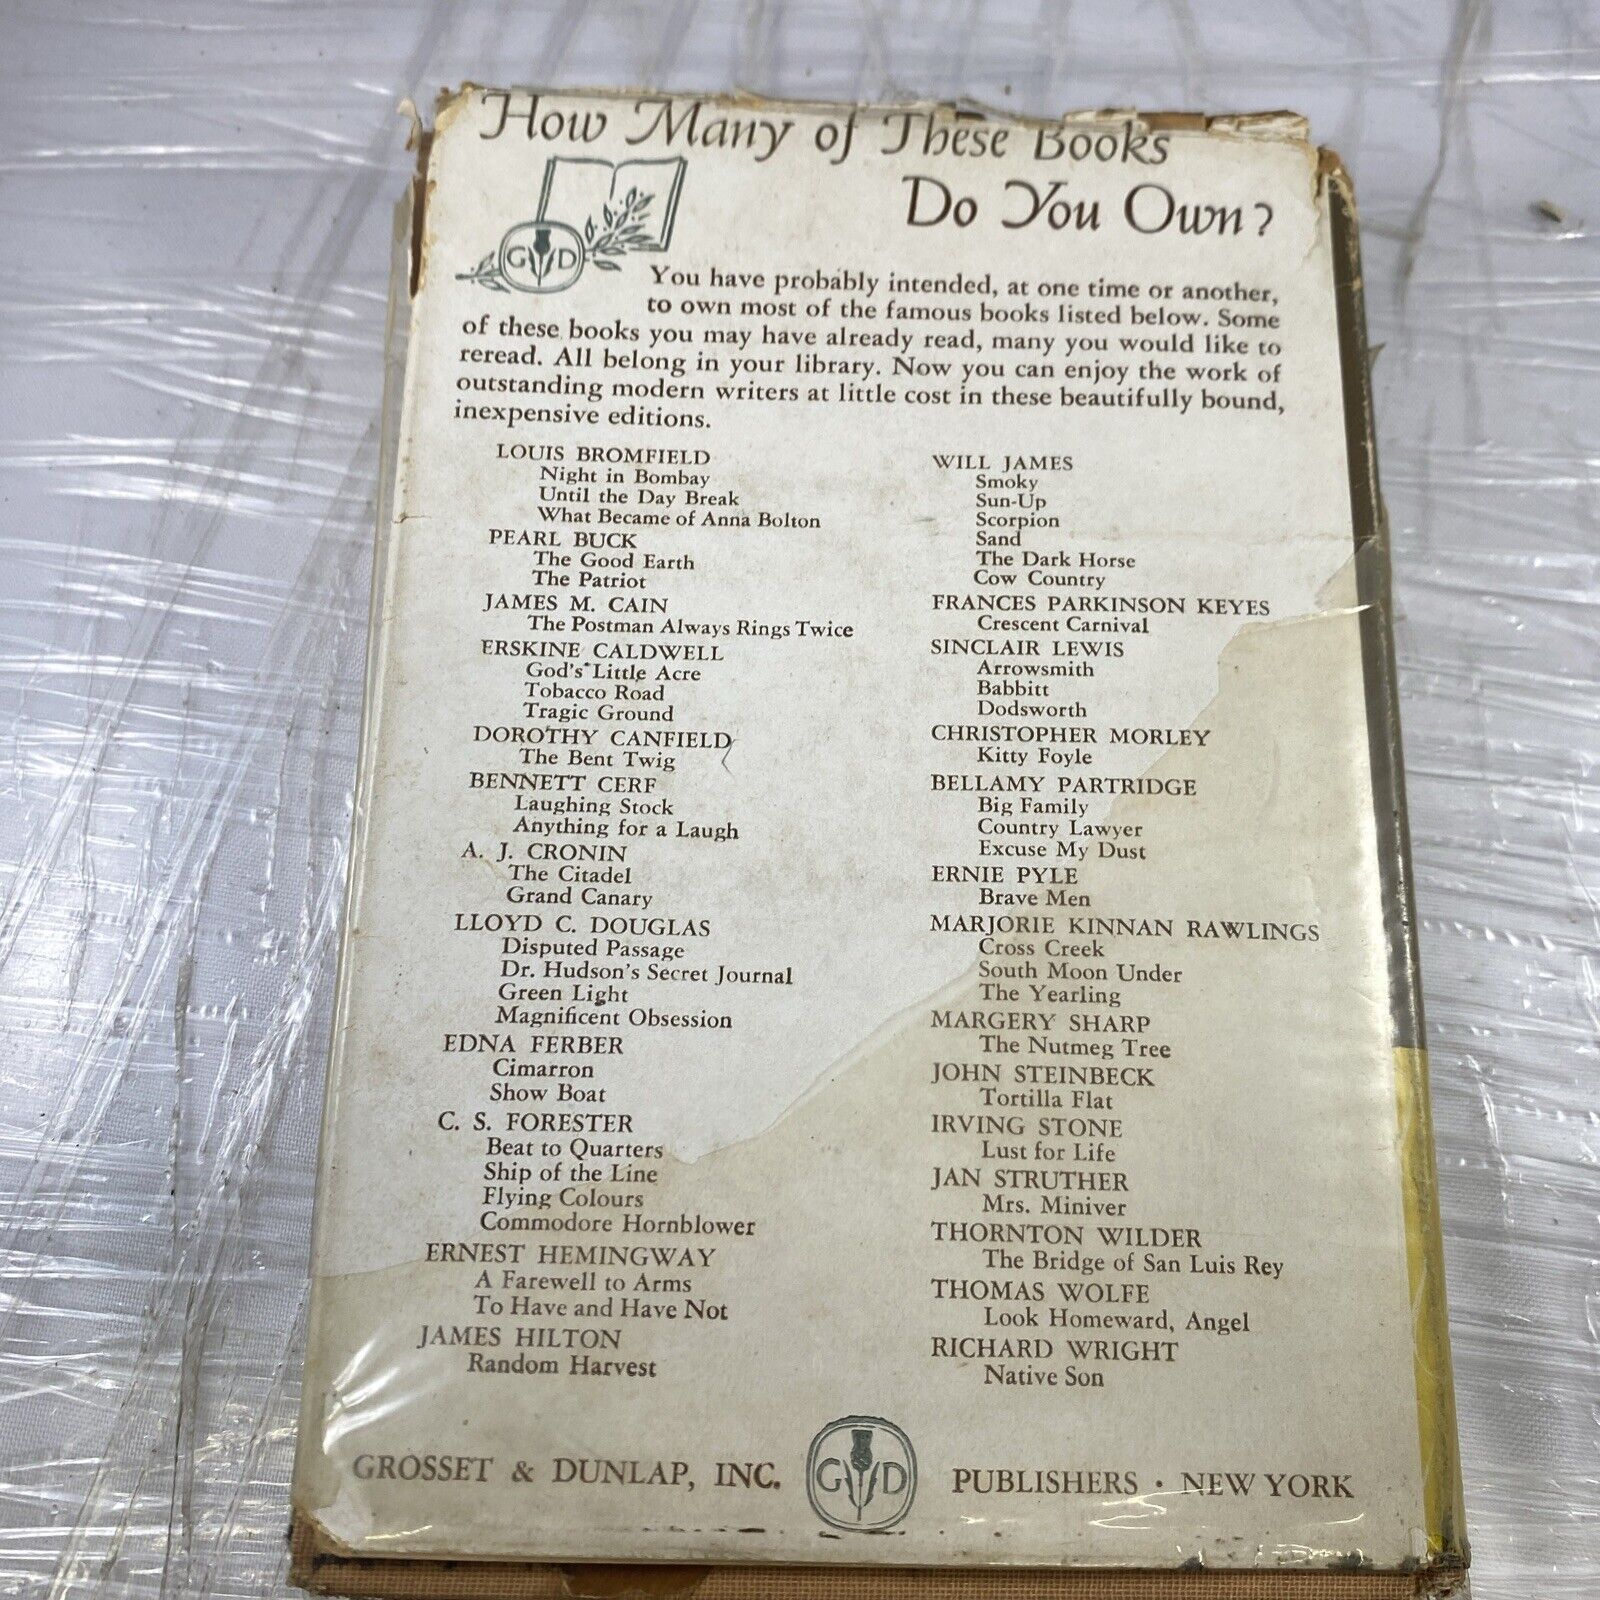 How Many of These Books
Do You Own?
G D
You have probably intended, at one time or another,
to own most of the famous books listed below. Some
of these books you may have already read, many you would like to
reread. All belong in your library. Now you can enjoy the work of
outstanding modern writers at little cost in these beautifully bound,
inexpensive editions.
LOUIS BROMFIELD
Night in Bombay
Until the Day Break
What Became of Anna Bolton
PEARL BUCK
The Good Earth
The Patriot
JAMES M. CAIN
The Postman Always Rings Twice
ERSKINE CALDWELL
God's Little Acre
Tobacco Road
Tragic Ground
DOROTHY CANFIELD
The Bent Twig
BENNETT CERF
Laughing Stock
Anything for a Laugh
A. J. CRONIN
The Citadel
Grand Canary
LLOYD C. DOUGLAS
Disputed Passage
Dr. Hudson's Secret Journal
Green Light
Magnificent Obsession
EDNA FERBER
Cimarron
Show Boat
C. S. FORESTER
Beat to Quarters
Ship of the Line
Flying Colours
Commodore Hornblower
ERNEST HEMINGWAY
A Farewell to Arms
To Have and Have Not
JAMES HILTON
Random Harvest
WILL JAMES
Smoky
Sun-Up
Scorpion
Sand
The Dark Horse
Cow Country
FRANCES PARKINSON KEYES
Crescent Carnival
SINCLAIR LEWIS
Arrowsmith
Babbitt
Dodsworth
CHRISTOPHER MORLEY
Kitty Foyle
BELLAMY PARTRIDGE
Big Family
Country Lawyer
Excuse My Dust
ERNIE PYLE
Brave Men
MARJORIE KINNAN RAWLINGS
Cross Creek
South Moon Under
The Yearling
MARGERY SHARP
The Nutmeg Tree
JOHN STEINBECK
Tortilla Flat
IRVING STONE
Lust for Life
JAN STRUTHER
Mrs. Miniver
THORNTON WILDER
The Bridge of San Luis Rey
THOMAS WOLFE
Look Homeward, Angel
RICHARD WRIGHT
Native Son
GROSSET & DUNLAP, INC. G D PUBLISHERS · NEW YORK